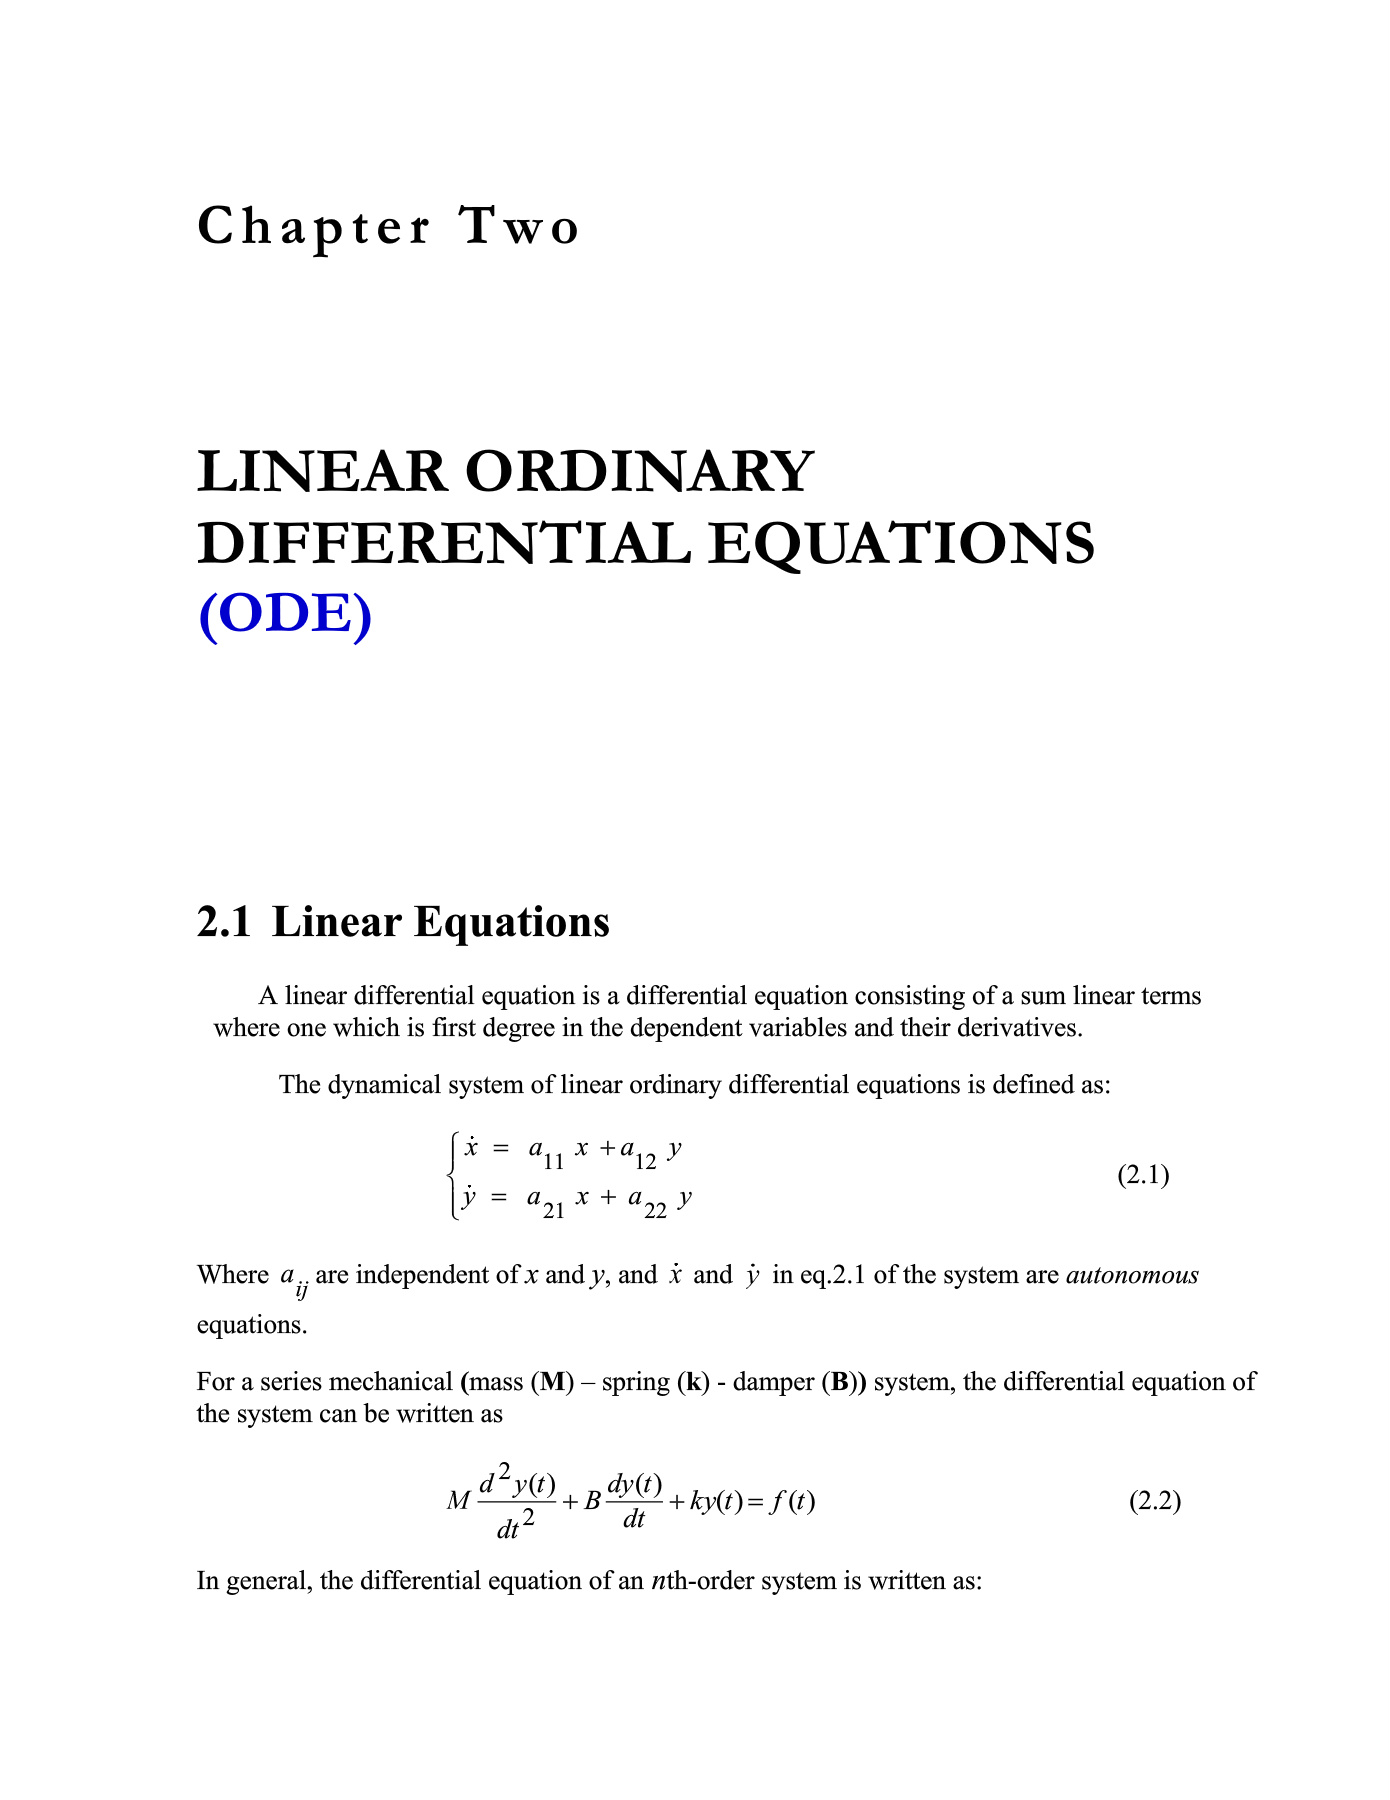 Chapter Two
LINEAR ORDINARY
DIFFERENTIAL EQUATIONS
(ODE)
2.1 Linear Equations
A linear differential equation is a differential equation consisting of a sum linear terms
where one which is first degree in the dependent variables and their derivatives.
The dynamical system of linear ordinary differential equations is defined as:
$$\begin{cases} \dot{x} = a_{11} x + a_{12} y \\ \dot{y} = a_{21} x + a_{22} y \end{cases}$$ (2.1)
Where $a_{ij}$ are independent of x and y, and $\dot{x}$ and $\dot{y}$ in eq.2.1 of the system are autonomous
equations.
For a series mechanical (mass (M) – spring (k) - damper (B)) system, the differential equation of
the system can be written as
$$M \frac{d^2 y(t)}{dt^2} + B \frac{dy(t)}{dt} + ky(t) = f(t)$$ (2.2)
In general, the differential equation of an nth-order system is written as: